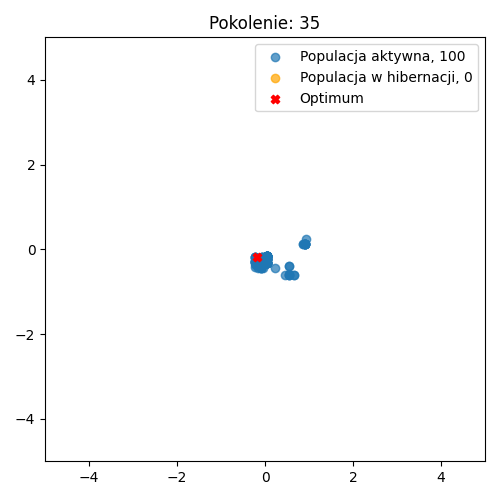 Pokolenie: 35
Populacja aktywna, 100
Populacja w hibernacji, 0
Optimum
4
2
0
−2
−4
−4 −2 0 2 4